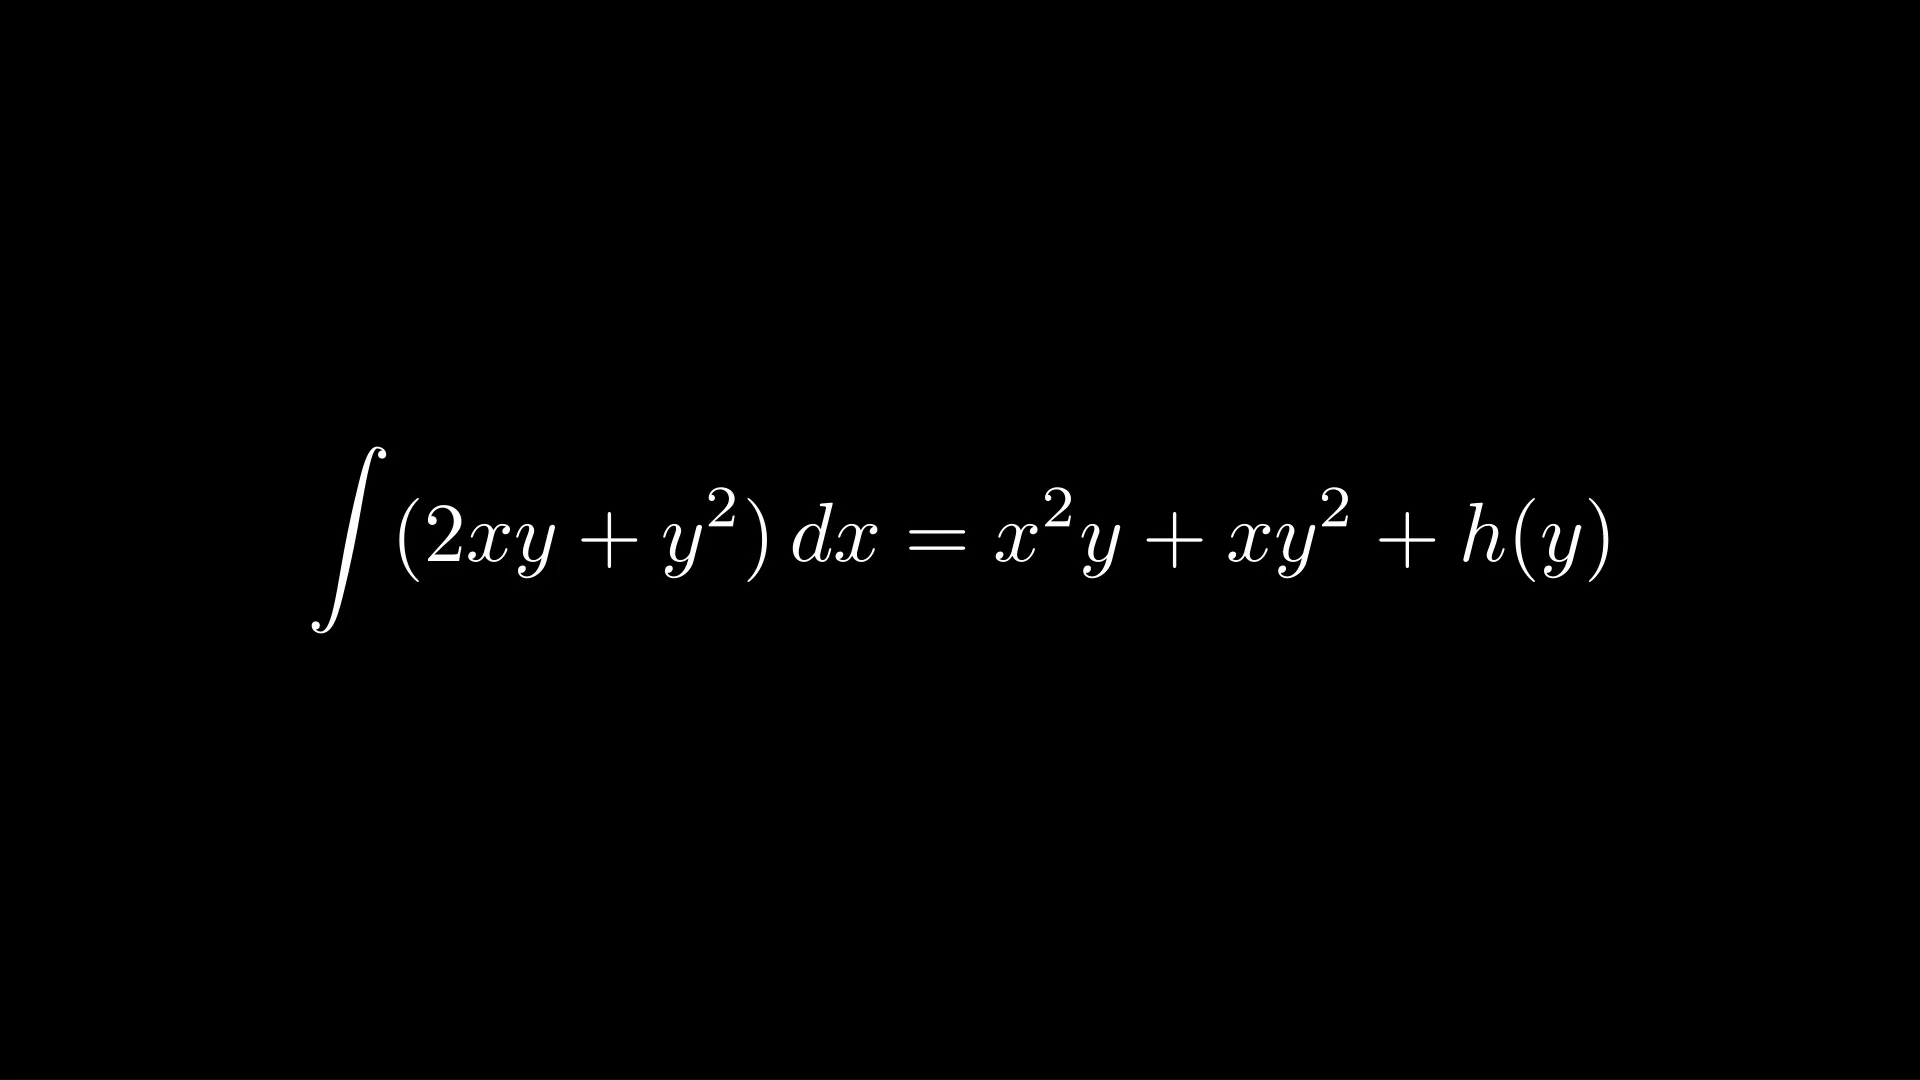 ∫(2xy + y²) dx = x²y + xy² + h(y)